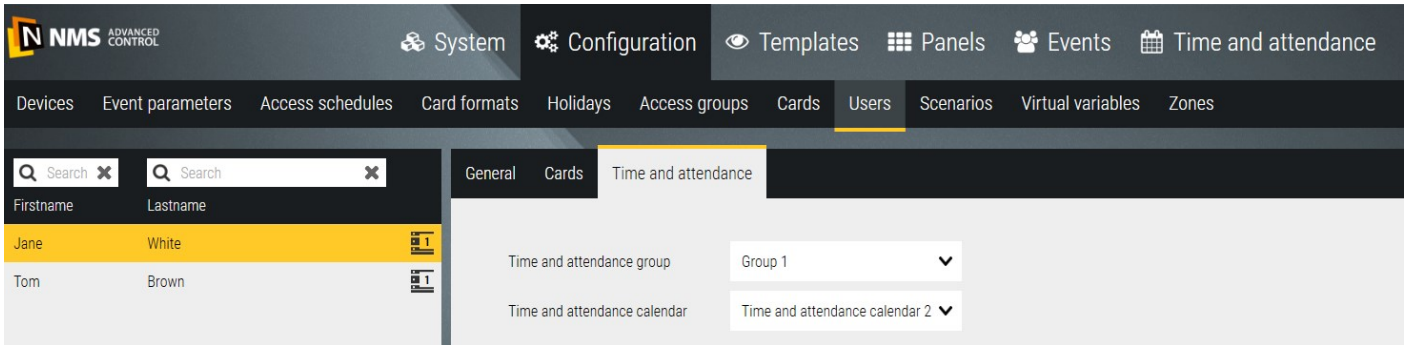 N NMS ADVANCED CONTROL
System Configuration Templates Panels Events Time and attendance
Devices Event parameters Access schedules Card formats Holidays Access groups Cards Users Scenarios Virtual variables Zones
Search Search
General Cards Time and attendance
Firstname Lastname
Jane White 1
Time and attendance group Group 1
Tom Brown 1
Time and attendance calendar Time and attendance calendar 2